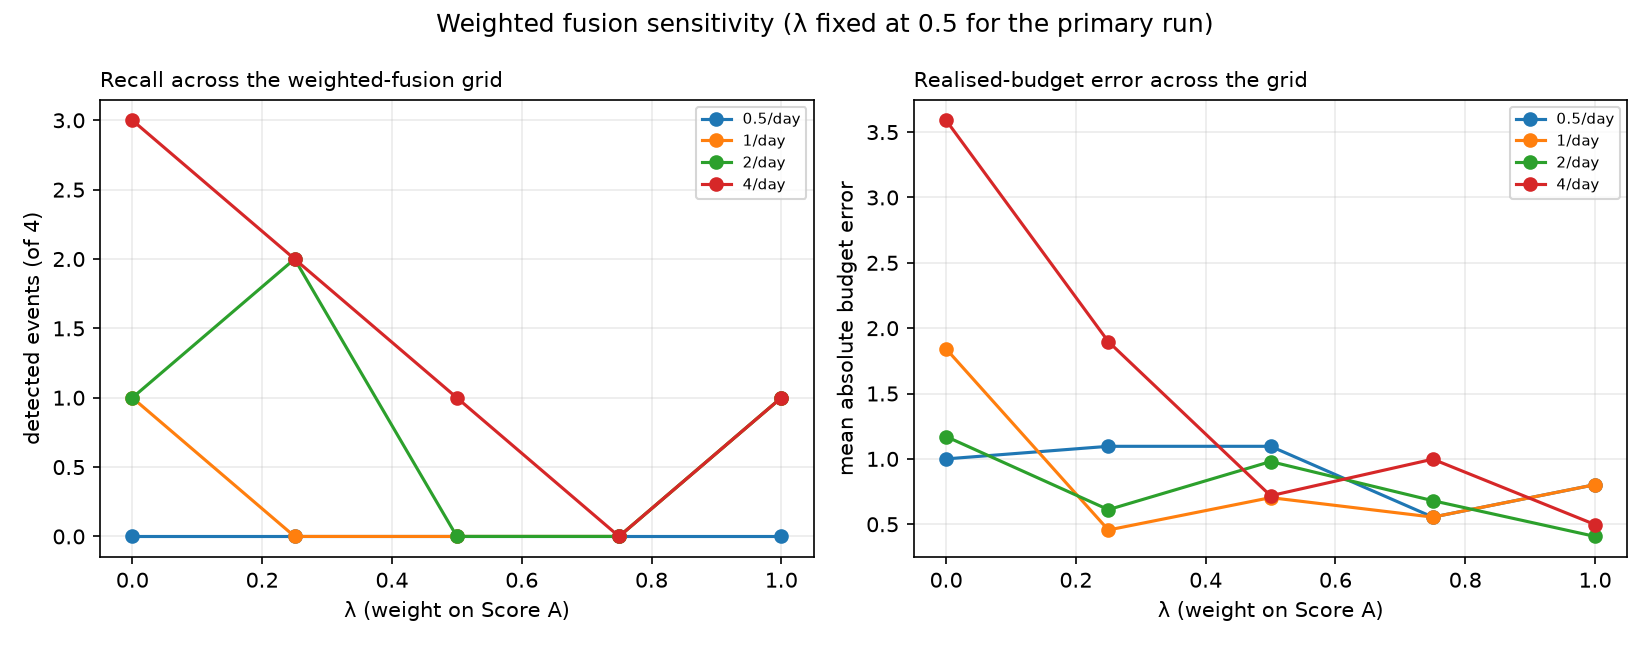 Weighted fusion sensitivity (λ fixed at 0.5 for the primary run)
Recall across the weighted-fusion grid
detected events (of 4)
3.0
2.5
2.0
1.5
1.0
0.5
0.0
0.0 0.2 0.4 0.6 0.8 1.0
λ (weight on Score A)
0.5/day
1/day
2/day
4/day
Realised-budget error across the grid
mean absolute budget error
3.5
3.0
2.5
2.0
1.5
1.0
0.5
0.0 0.2 0.4 0.6 0.8 1.0
λ (weight on Score A)
0.5/day
1/day
2/day
4/day